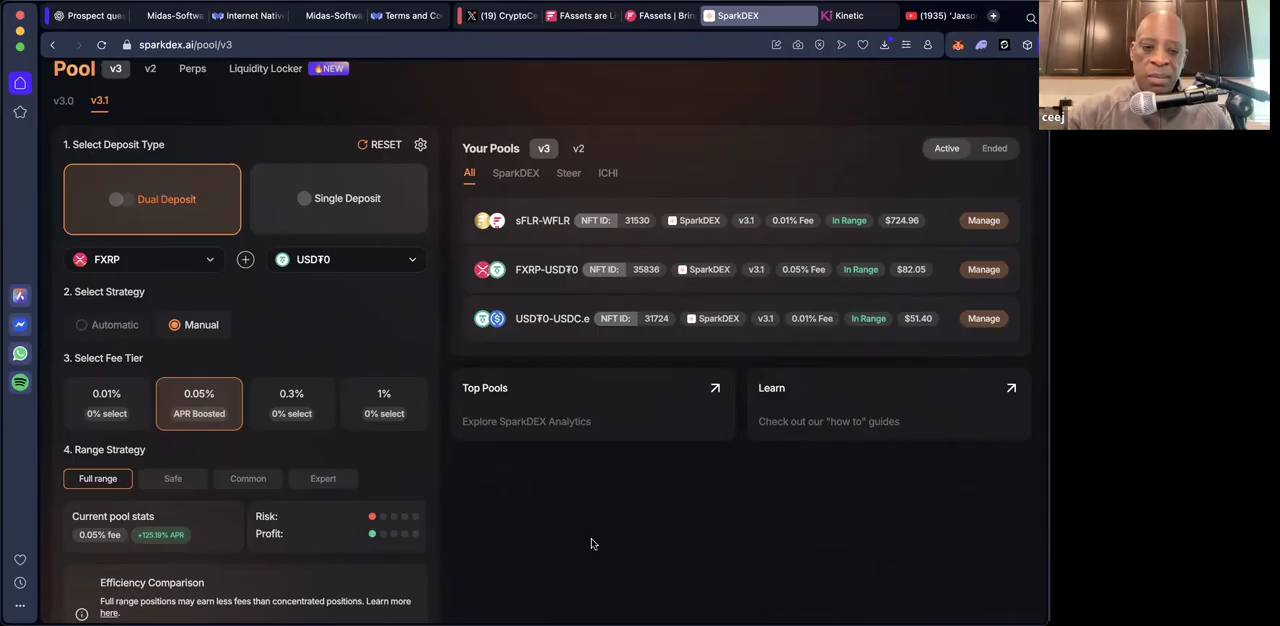 Prospect ques
Midas-Softwa
Internet Nativ
Midas-Softwa
Terms and Co
(19) CryptoCe
FAssets are Li
FAssets | Brin
SparkDEX
Kinetic
(1935) 'Jaxso
sparkdex.ai/pool/v3
ceej
Pool v3 v2 Perps Liquidity Locker 🔥NEW
v3.0 v3.1
1. Select Deposit Type RESET
Dual Deposit Single Deposit
FXRP USD₮0
2. Select Strategy
Automatic Manual
3. Select Fee Tier
0.01% 0.05% 0.3% 1%
0% select APR Boosted 0% select 0% select
4. Range Strategy
Full range Safe Common Expert
Current pool stats
0.05% fee +125.19% APR
Risk:
Profit:
Efficiency Comparison
Full range positions may earn less fees than concentrated positions. Learn more
here.
Your Pools v3 v2 Active Ended
All SparkDEX Steer ICHI
sFLR-WFLR NFT ID: 31530 SparkDEX v3.1 0.01% Fee In Range $724.96 Manage
FXRP-USD₮0 NFT ID: 35836 SparkDEX v3.1 0.05% Fee In Range $82.05 Manage
USD₮0-USDC.e NFT ID: 31724 SparkDEX v3.1 0.01% Fee In Range $51.40 Manage
Top Pools
Explore SparkDEX Analytics
Learn
Check out our "how to" guides